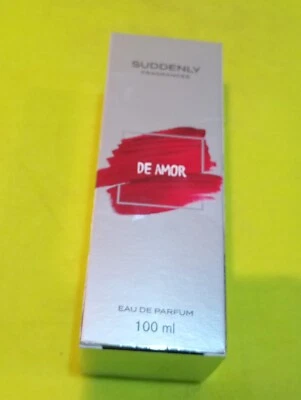 SUDDENLY
FRAGRANCES
DE AMOR
EAU DE PARFUM
100 ml